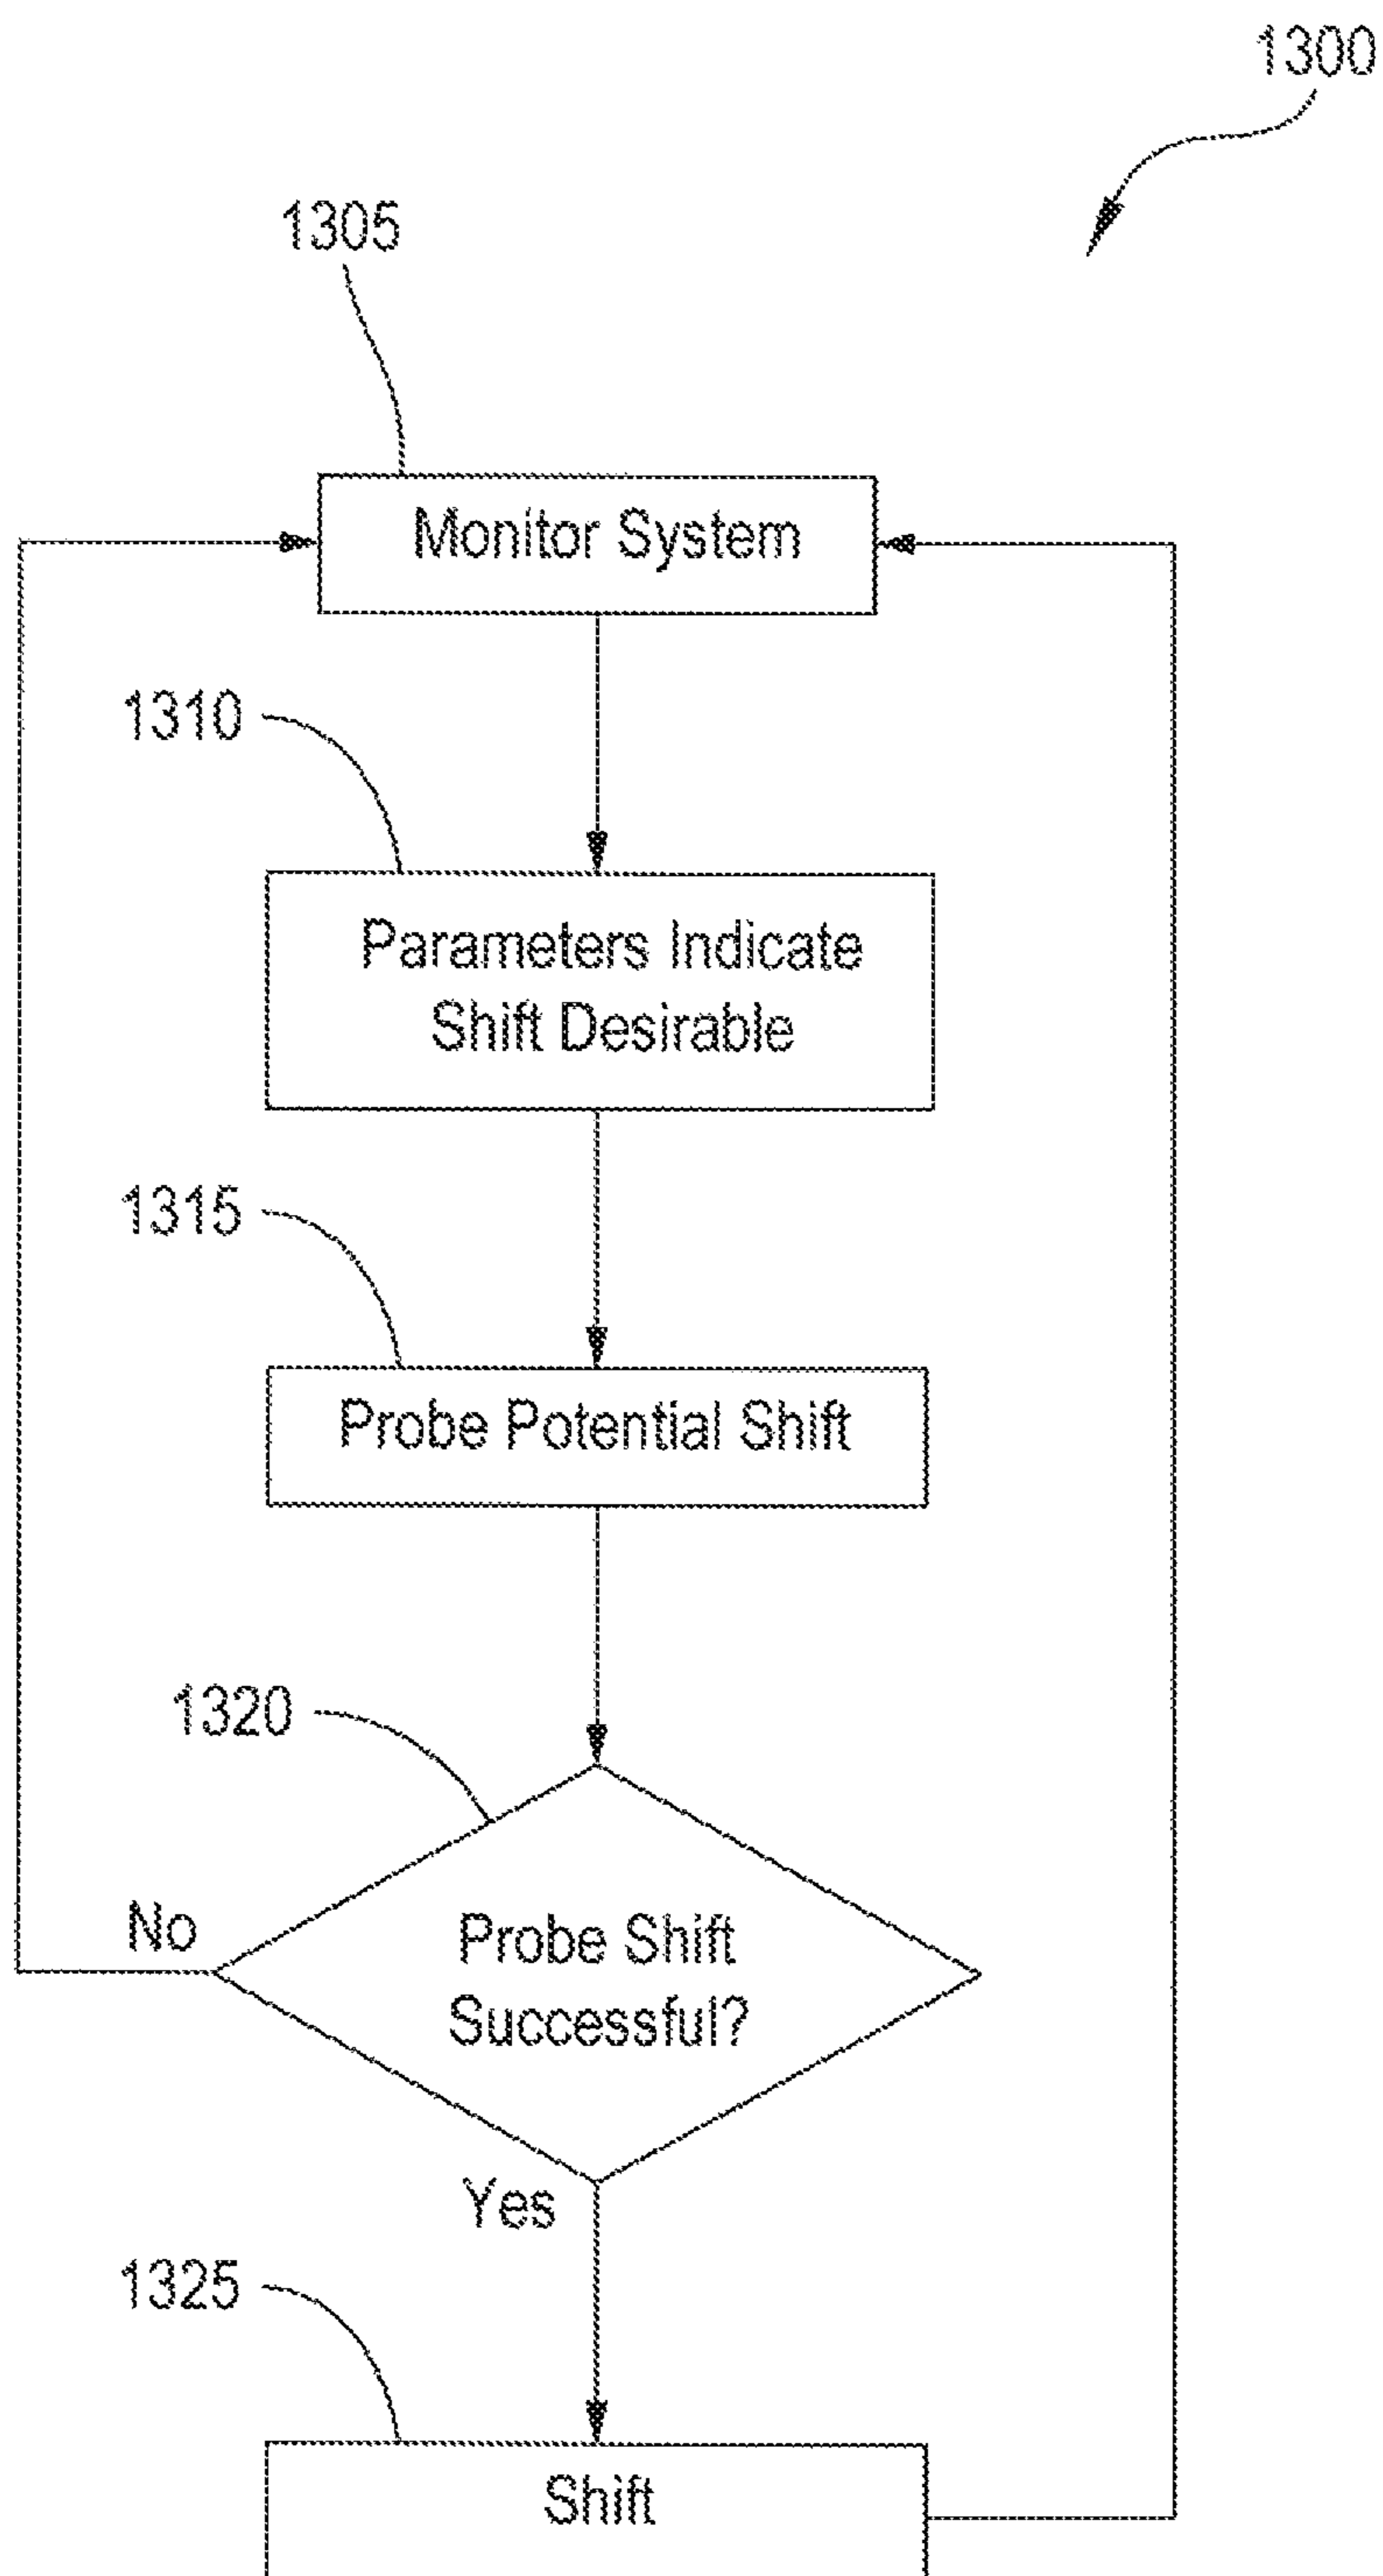 1300
1305
Monitor System
1310
Parameters Indicate
Shift Desirable
1315
Probe Potential Shift
1320
No
Probe Shift
Successful?
Yes
1325
Shift